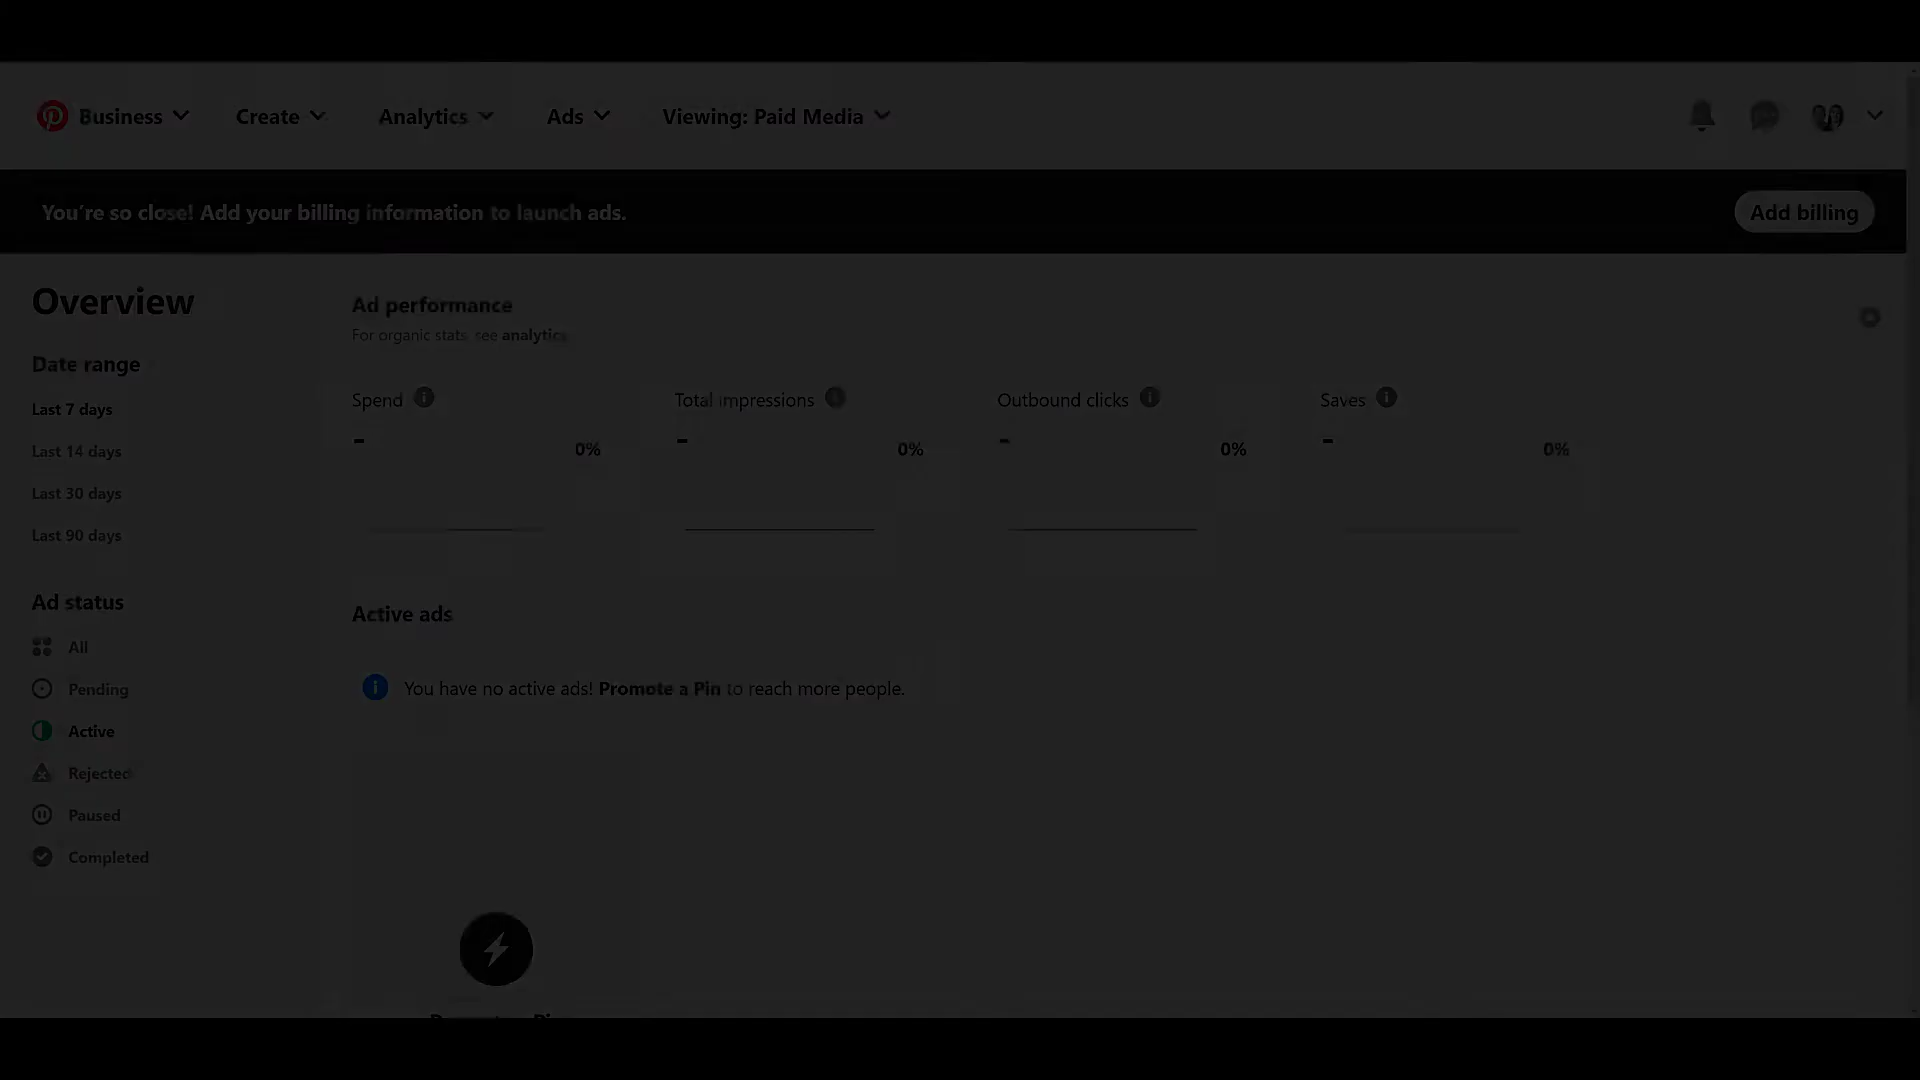 Business
Create
Analytics
Ads
Viewing: Paid Media
You're so close! Add your billing information to launch ads.
Add billing
Overview
Date range
Last 7 days
Last 14 days
Last 30 days
Last 90 days
Ad status
All
Pending
Active
Rejected
Paused
Completed
Ad performance
For organic stats, see analytics
Spend
-
0%
Total impressions
-
0%
Outbound clicks
-
0%
Saves
-
0%
Active ads
You have no active ads! Promote a Pin to reach more people.